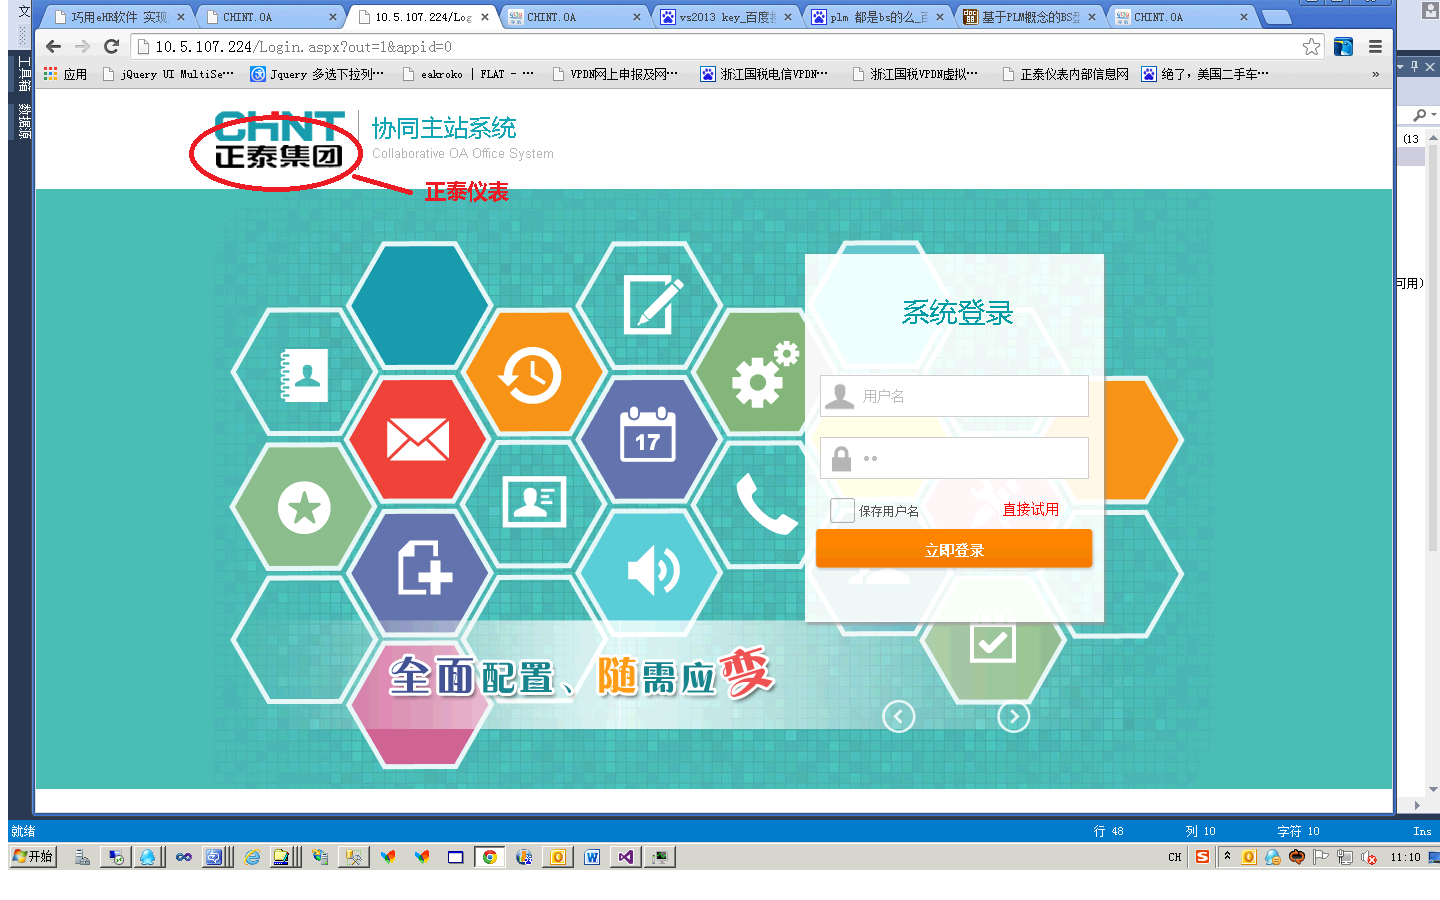 文
工具箱
数据源
巧用eHR软件 实现
CHINT.OA
10.5.107.224/Log
CHINT.OA
vs2013 key_百度
plm 都是bs的么_百
基于PLM概念的BS
CHINT.OA
10.5.107.224/Login.aspx?out=1&appid=0
应用
jQuery UI MultiSe…
Jquery 多选下拉列…
eakroko | FLAT - …
VPDN网上申报及网…
浙江国税电信VPDN…
浙江国税VPDN虚拟…
正泰仪表内部信息网
绝了，美国二手车…
»
(13
可用)
CHNT
正泰集团
协同主站系统
Collaborative OA Office System
正泰仪表
17
系统登录
用户名
••
保存用户名
直接试用
立即登录
全面配置、随需应变
就绪
行 48
列 10
字符 10
Ins
开始
CH
11:10